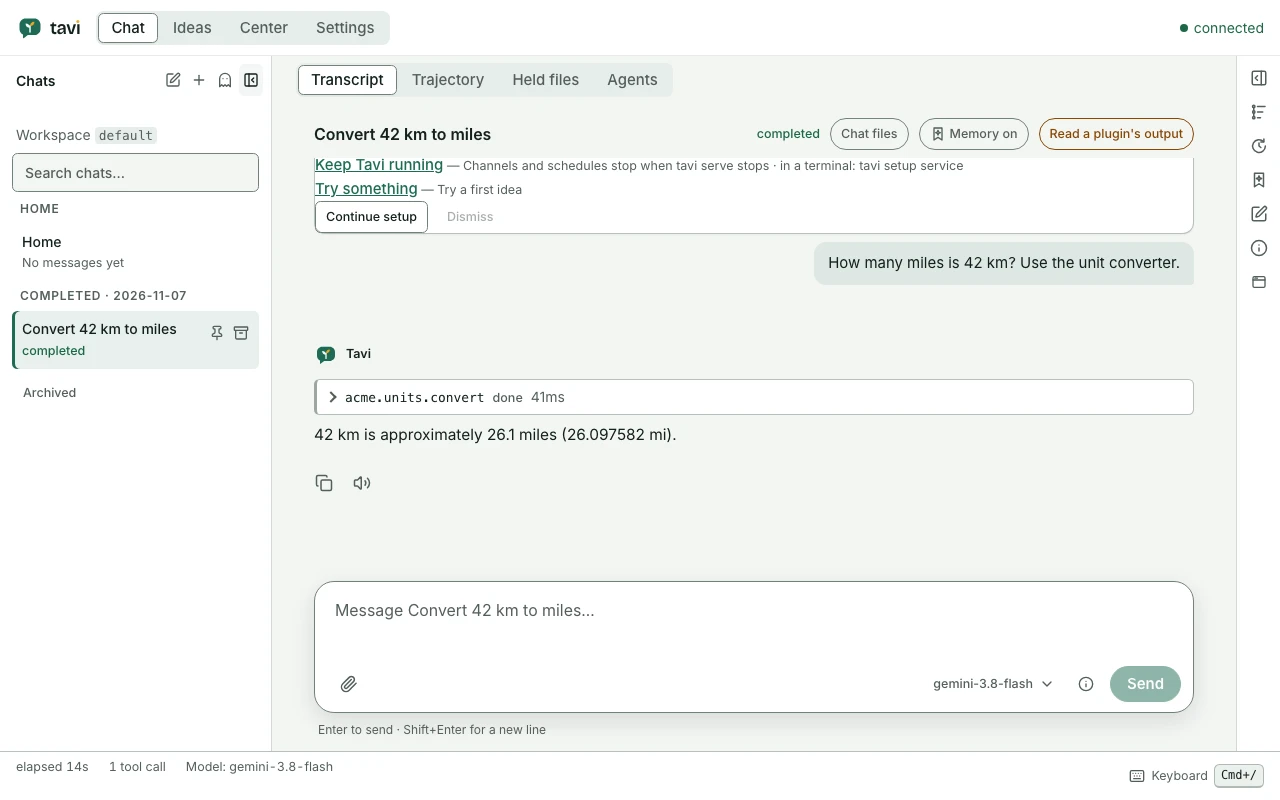 tavi
Chat Ideas Center Settings
connected
Chats
Workspace default
Search chats...
HOME
Home
No messages yet
COMPLETED · 2026-11-07
Convert 42 km to miles
completed
Archived
Transcript Trajectory Held files Agents
Convert 42 km to miles
completed Chat files Memory on Read a plugin's output
Keep Tavi running — Channels and schedules stop when tavi serve stops · in a terminal: tavi setup service
Try something — Try a first idea
Continue setup Dismiss
How many miles is 42 km? Use the unit converter.
Tavi
acme.units.convert done 41ms
42 km is approximately 26.1 miles (26.097582 mi).
Message Convert 42 km to miles...
gemini-3.8-flash Send
Enter to send · Shift+Enter for a new line
elapsed 14s 1 tool call Model: gemini-3.8-flash
Keyboard Cmd+/